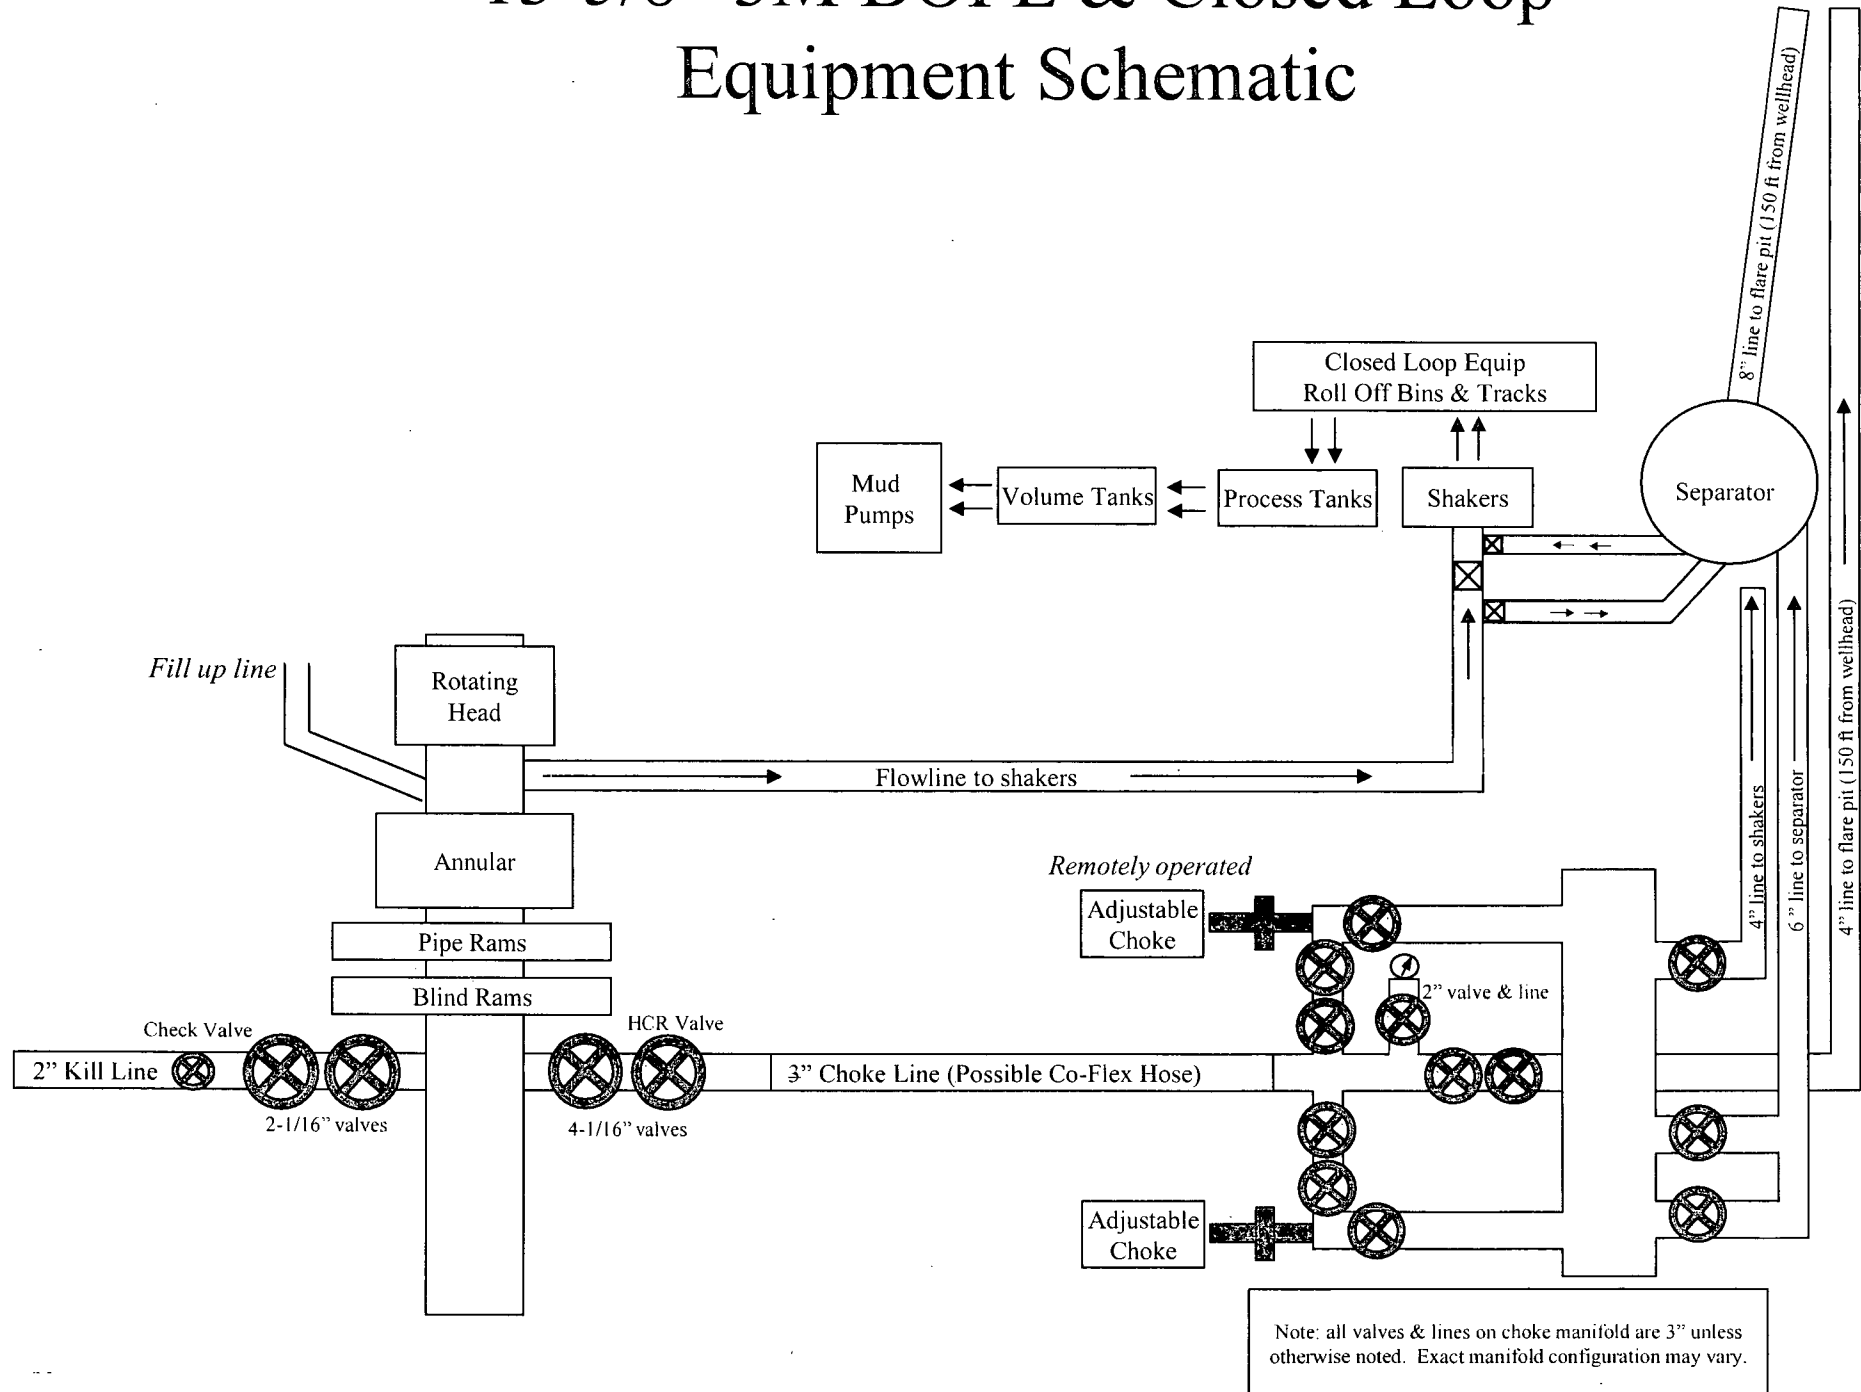 Equipment Schematic
8” line to flare pit (150 ft from wellhead)
Closed Loop Equip
Roll Off Bins & Tracks
Mud
Pumps
Volume Tanks
Process Tanks
Shakers
Separator
Fill up line
Rotating
Head
Flowline to shakers
Annular
Pipe Rams
Blind Rams
Remotely operated
Adjustable
Choke
2” valve & line
4” line to shakers
6” line to separator
4” line to flare pit (150 ft from wellhead)
Check Valve
HCR Valve
2” Kill Line
3” Choke Line (Possible Co-Flex Hose)
2-1/16” valves
4-1/16” valves
Adjustable
Choke
Note: all valves & lines on choke manifold are 3” unless
otherwise noted. Exact manifold configuration may vary.